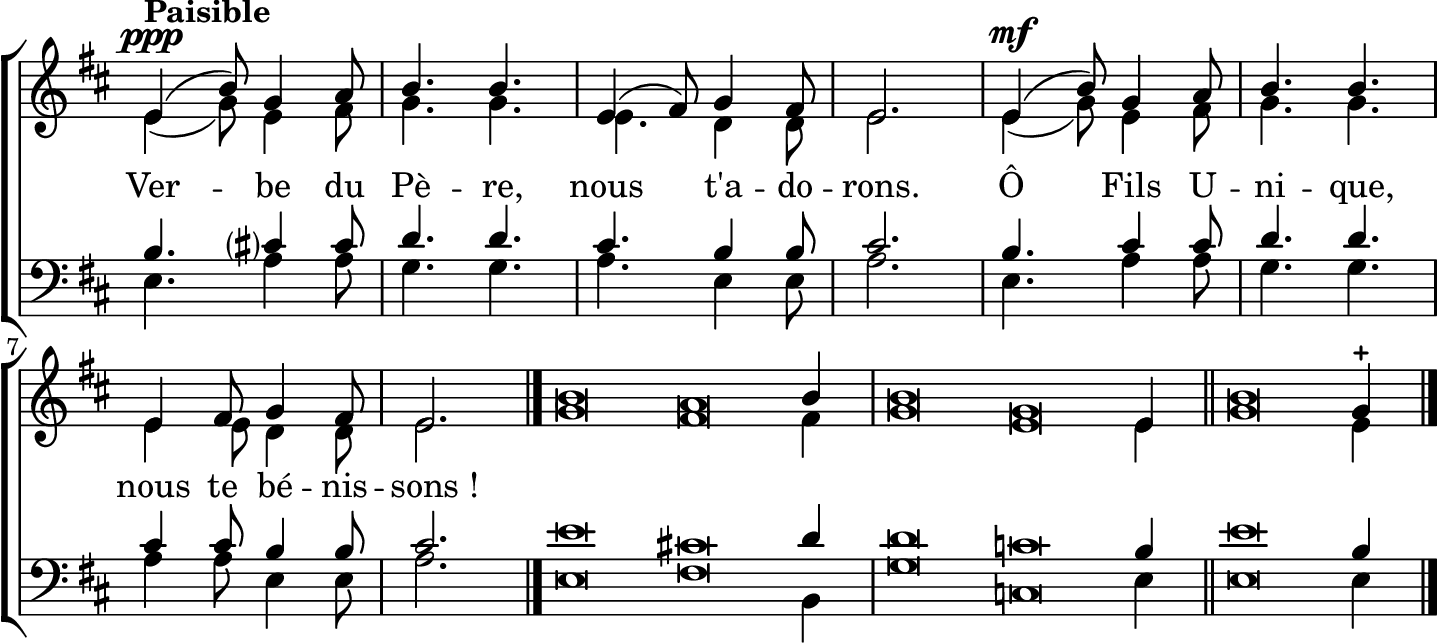 Paisible
ppp mf
Ver -- be du Pè -- re, nous t'a -- do -- rons. Ô Fils U -- ni -- que,
7
nous te bé -- nis -- sons !